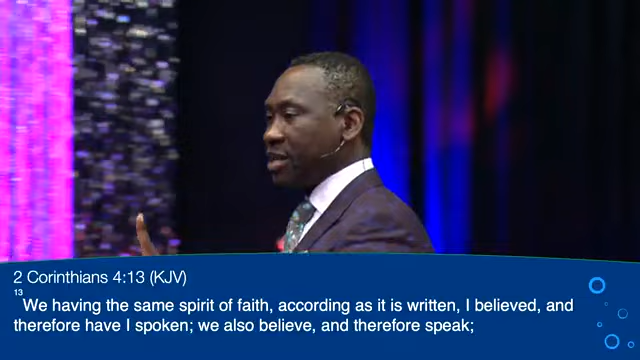 2 Corinthians 4:13 (KJV)
13 We having the same spirit of faith, according as it is written, I believed, and
therefore have I spoken; we also believe, and therefore speak;